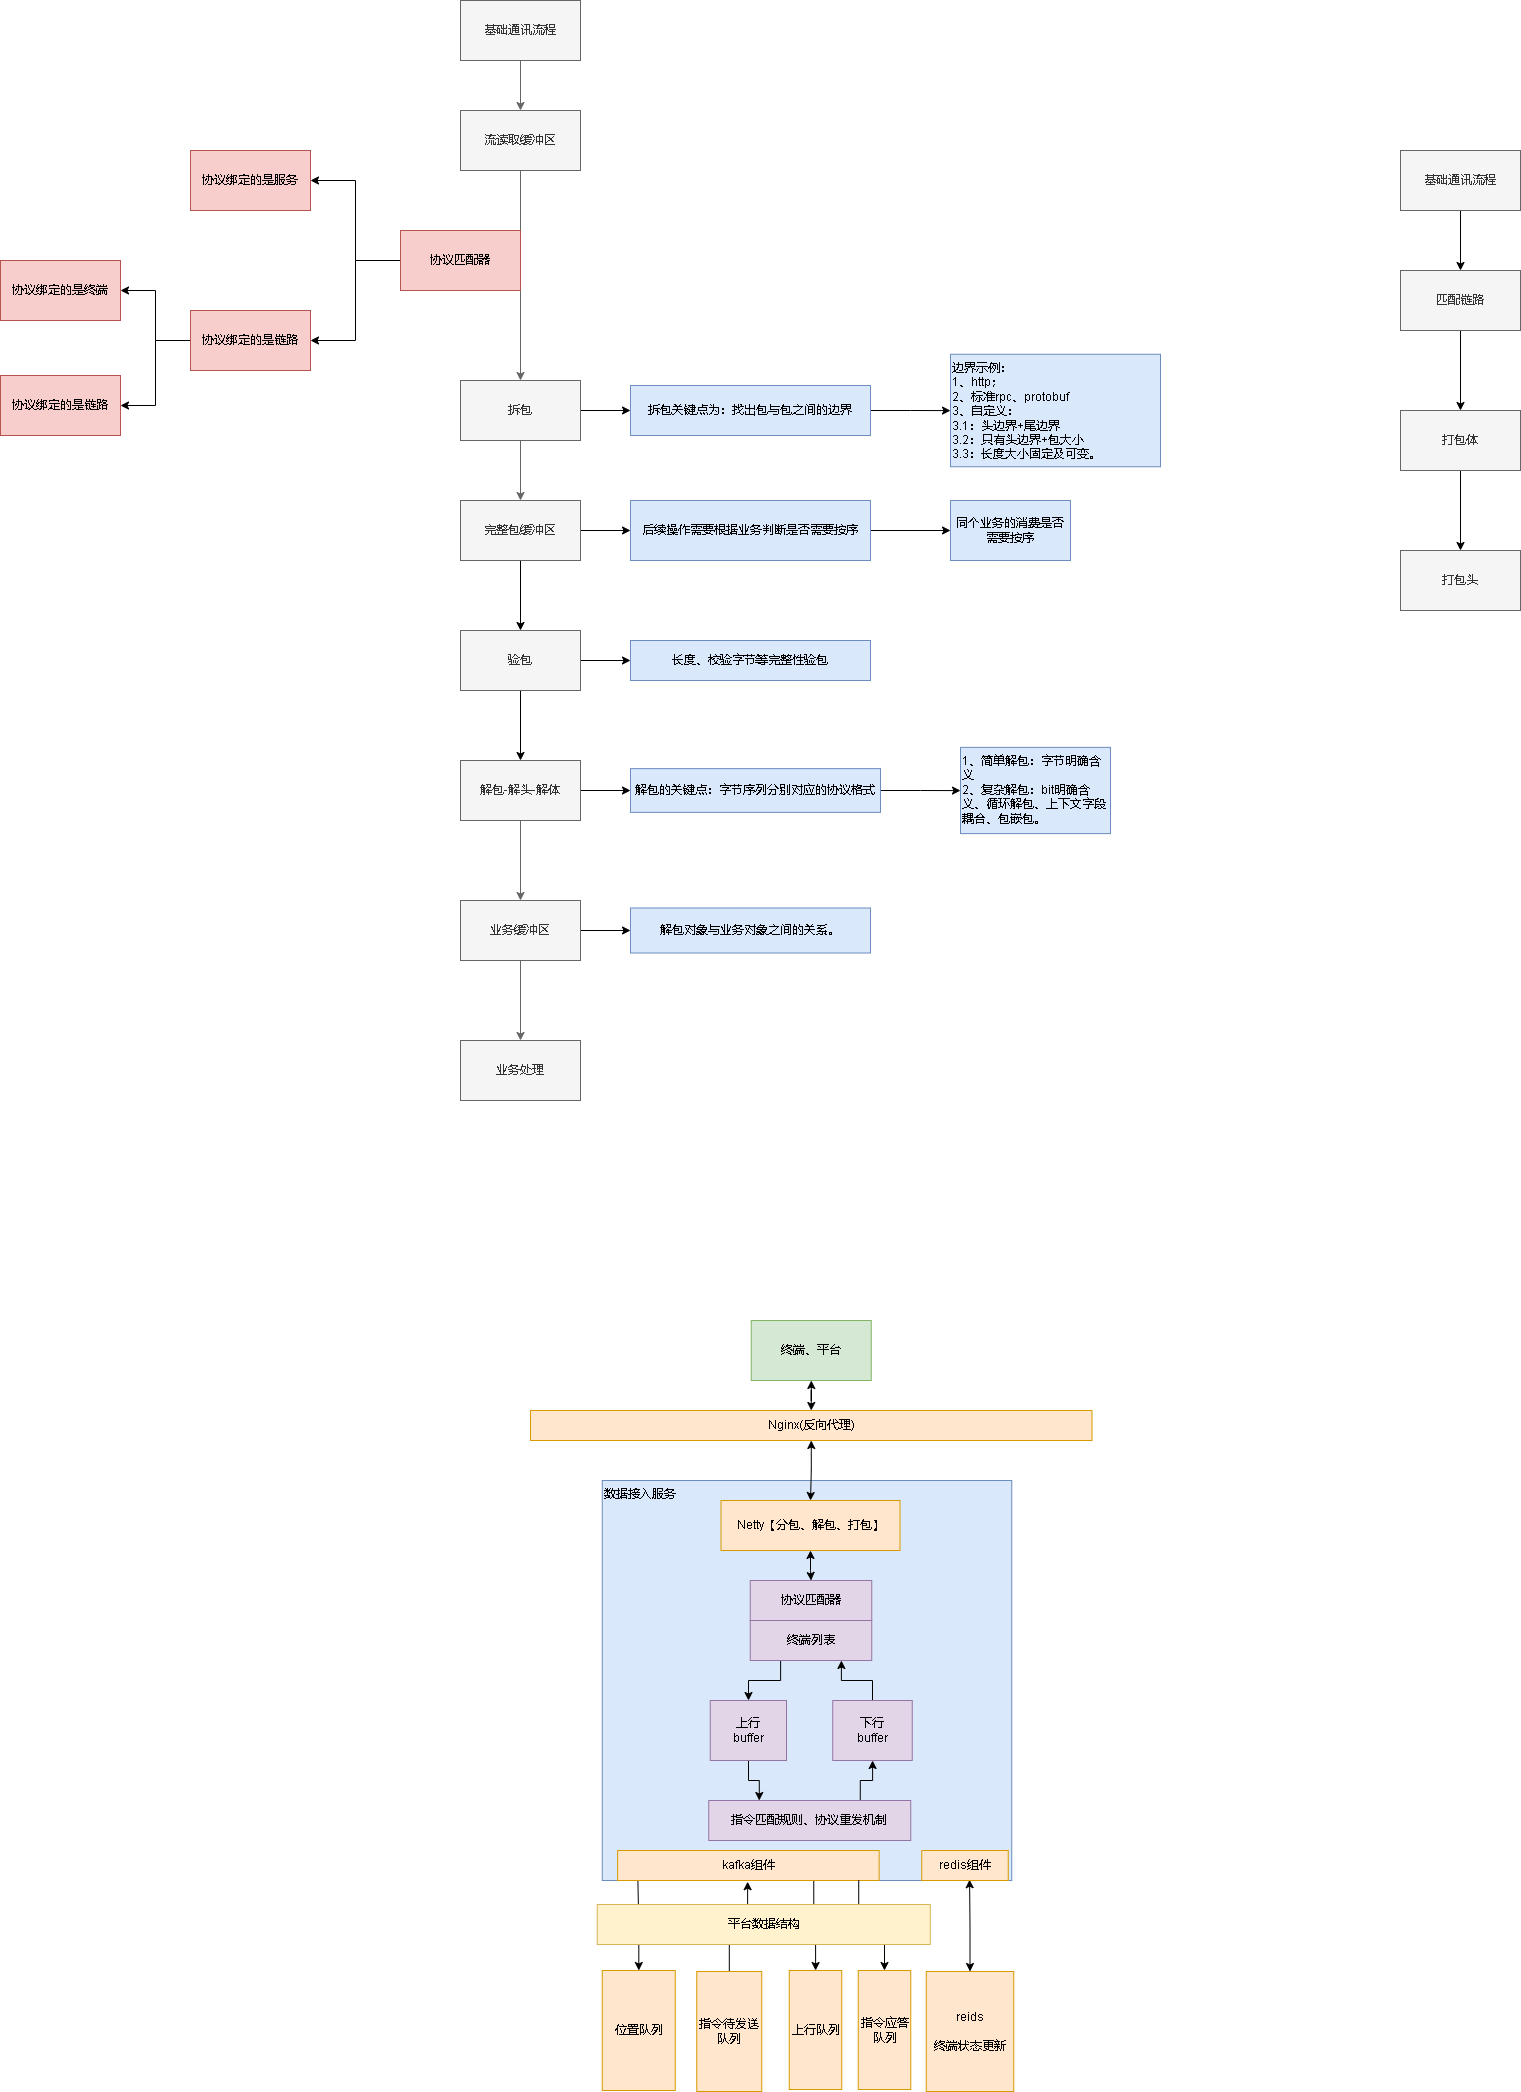 基础通讯流程
流读取缓冲区
协议绑定的是服务
基础通讯流程
协议匹配器
协议绑定的是终端
匹配链路
协议绑定的是链路
协议绑定的是链路
拆包
拆包关键点为：找出包与包之间的边界
边界示例：
1、http；
2、标准rpc、protobuf
3、自定义：
3.1：头边界+尾边界
3.2：只有头边界+包大小
3.3：长度大小固定及可变。
打包体
完整包缓冲区
后续操作需要根据业务判断是否需要按序
同个业务的消费是否
需要按序
打包头
验包
长度、校验字节等完整性验包
解包-解头-解体
解包的关键点：字节序列分别对应的协议格式
1、简单解包：字节明确含
义
2、复杂解包：bit明确含
义、循环解包、上下文字段
耦合、包嵌包。
业务缓冲区
解包对象与业务对象之间的关系。
业务处理
终端、平台
Nginx(反向代理)
数据接入服务
Netty【分包、解包、打包】
协议匹配器
终端列表
上行
buffer
下行
buffer
指令匹配规则、协议重发机制
kafka组件
redis组件
平台数据结构
位置队列
指令待发送
队列
上行队列
指令应答
队列
reids
终端状态更新